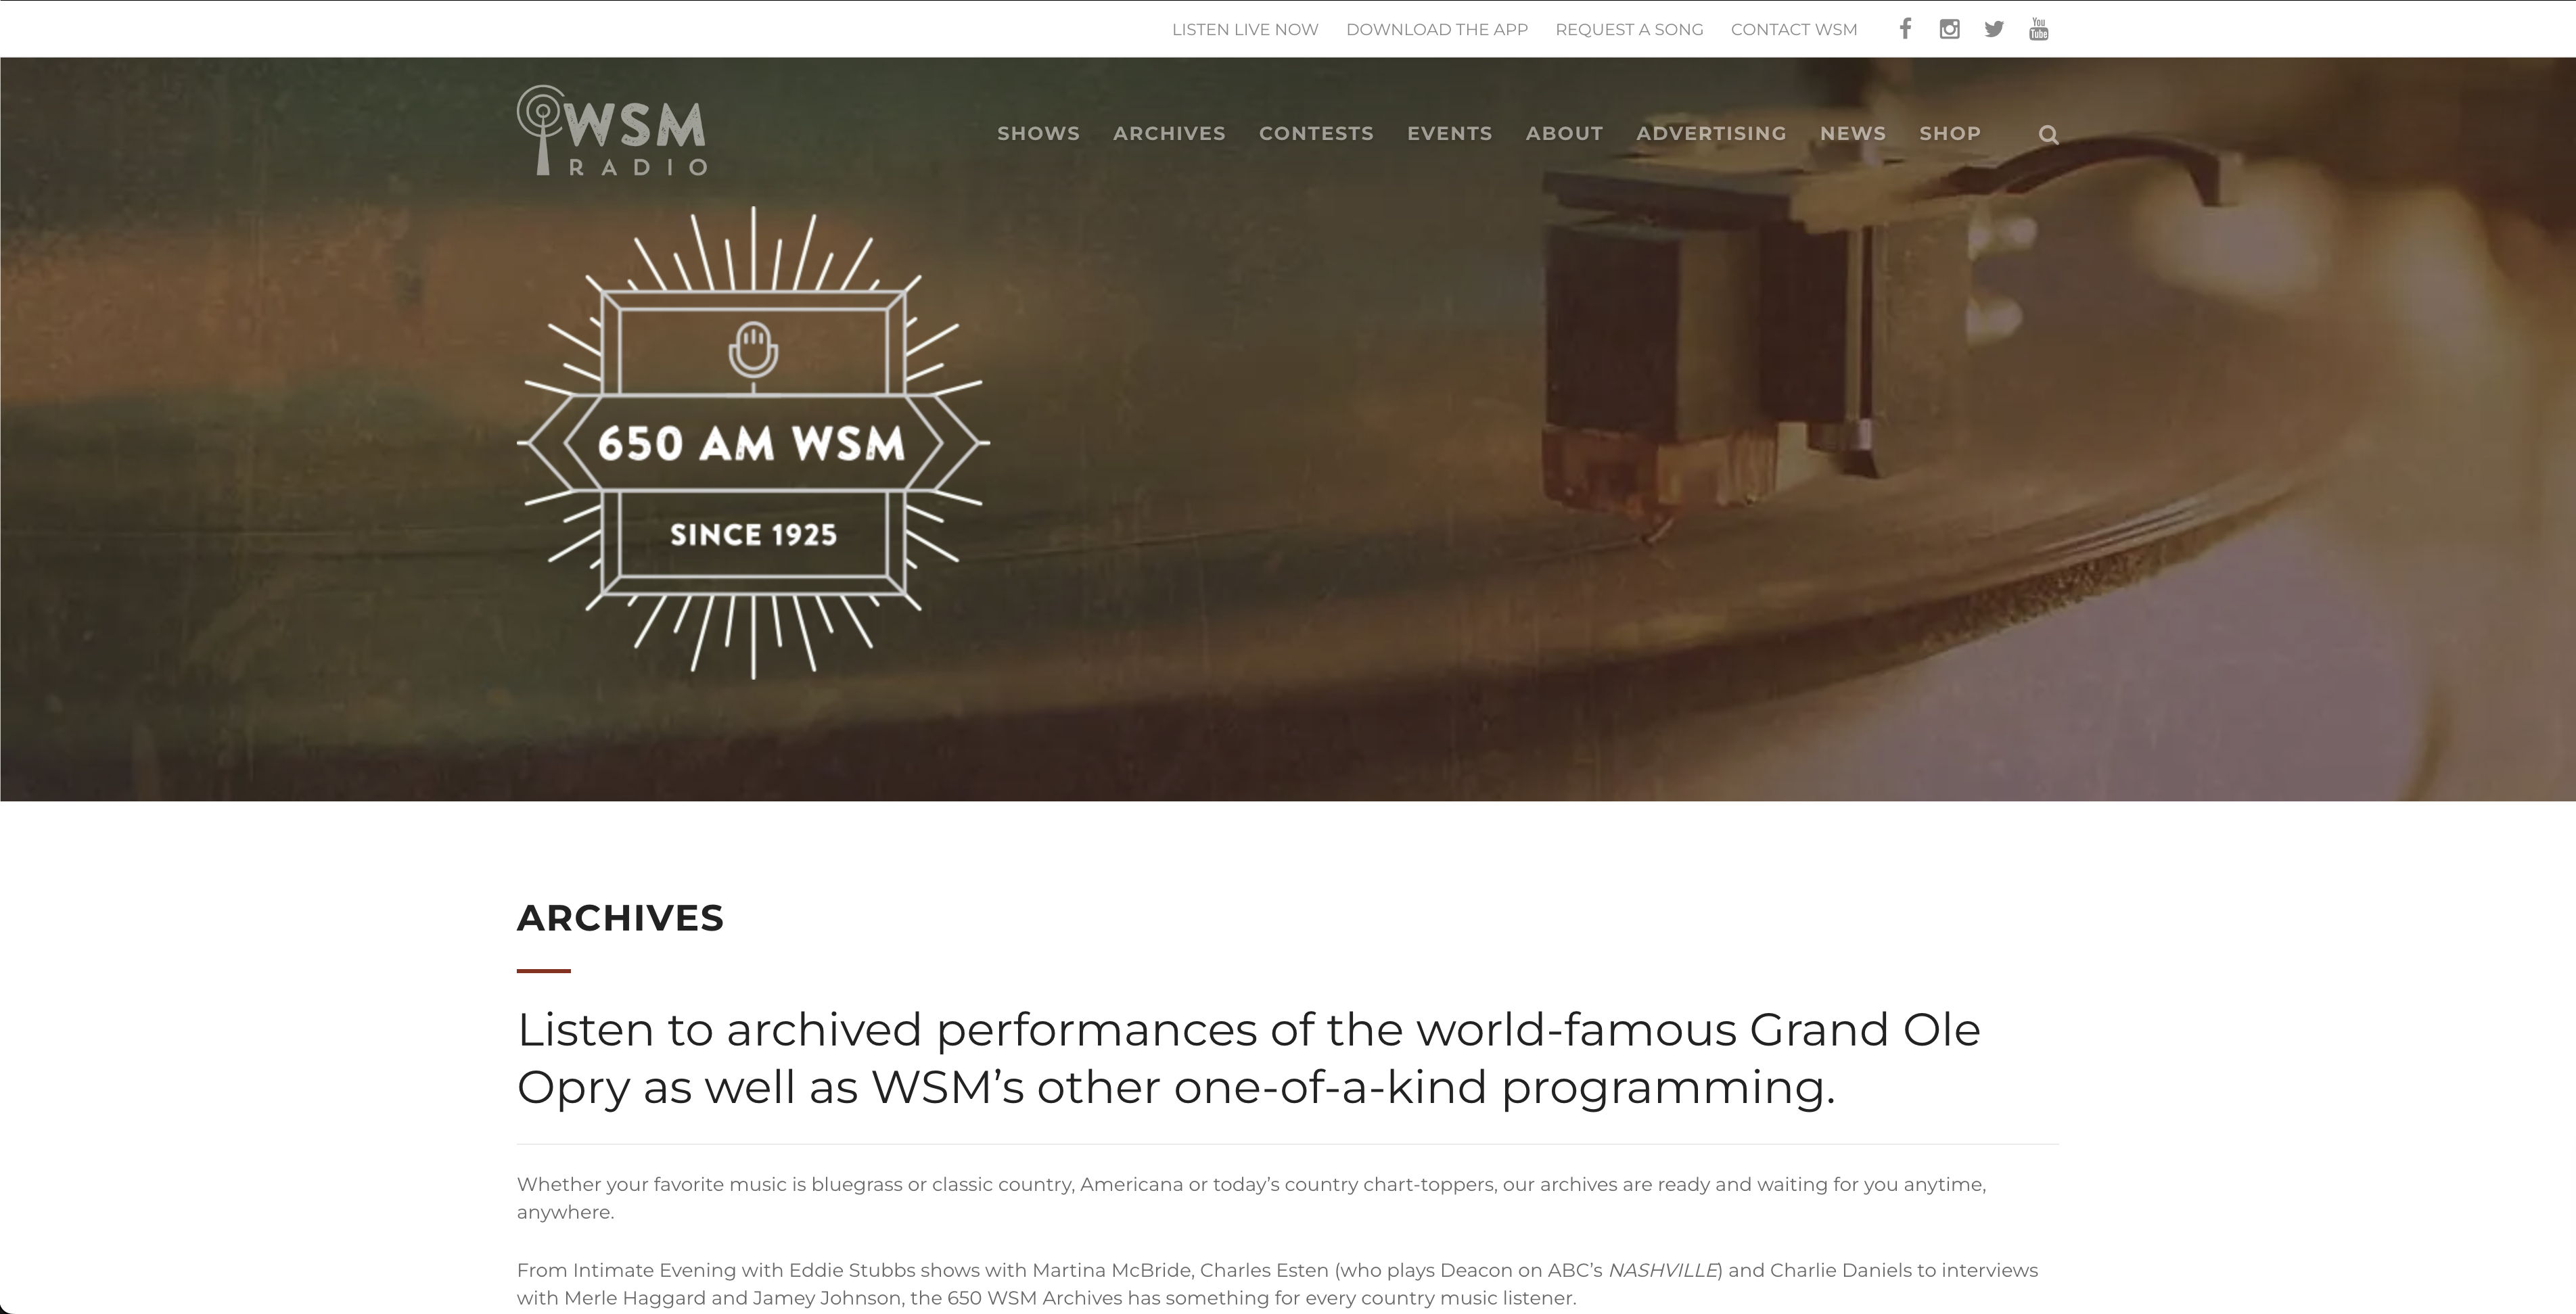 LISTEN LIVE NOW DOWNLOAD THE APP REQUEST A SONG CONTACT WSM You Tube
WSM
RADIO
SHOWS ARCHIVES CONTESTS EVENTS ABOUT ADVERTISING NEWS SHOP
650 AM WSM
SINCE 1925
ARCHIVES
Listen to archived performances of the world-famous Grand Ole
Opry as well as WSM’s other one-of-a-kind programming.
Whether your favorite music is bluegrass or classic country, Americana or today’s country chart-toppers, our archives are ready and waiting for you anytime,
anywhere.
From Intimate Evening with Eddie Stubbs shows with Martina McBride, Charles Esten (who plays Deacon on ABC’s NASHVILLE) and Charlie Daniels to interviews
with Merle Haggard and Jamey Johnson, the 650 WSM Archives has something for every country music listener.